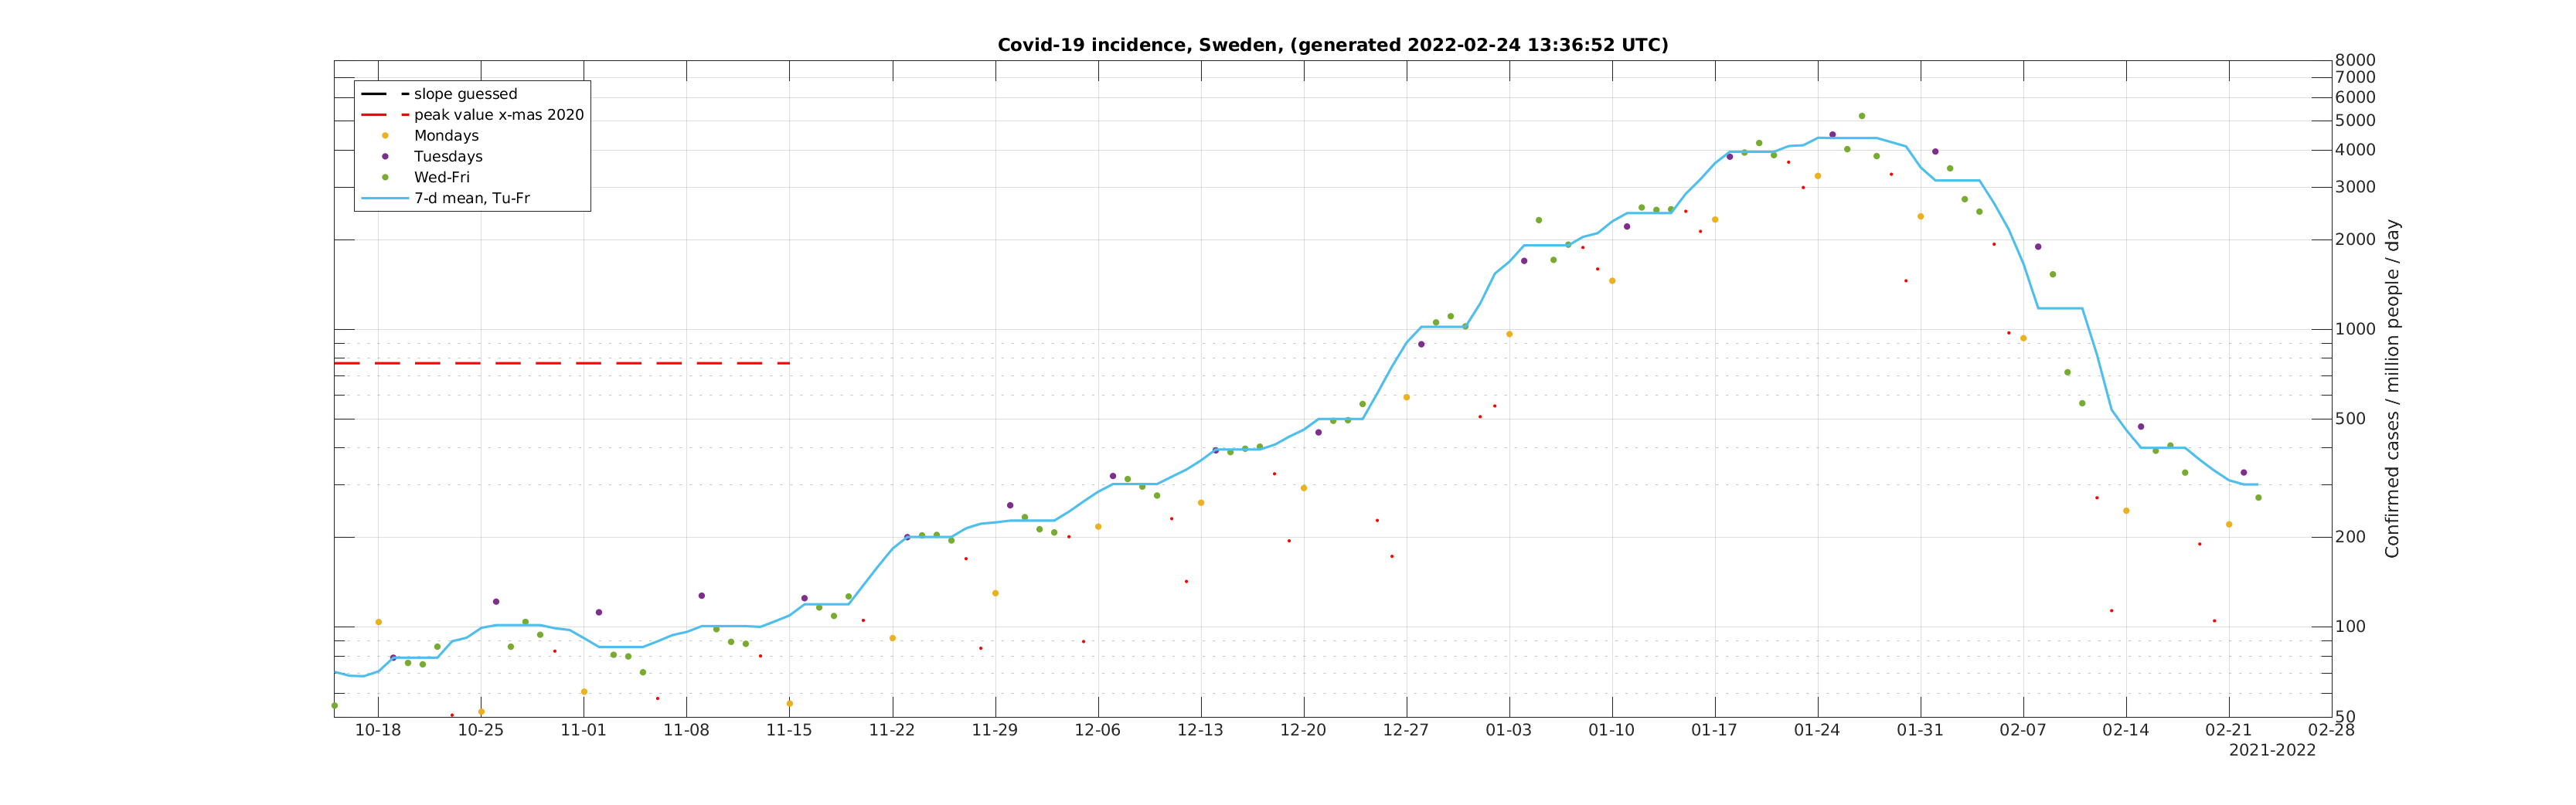 Covid-19 incidence, Sweden, (generated 2022-02-24 13:36:52 UTC)
slope guessed
peak value x-mas 2020
Mondays
Tuesdays
Wed-Fri
7-d mean, Tu-Fr
8000
7000
6000
5000
4000
3000
2000
1000
500
200
100
50
Confirmed cases / million people / day
10-18 10-25 11-01 11-08 11-15 11-22 11-29 12-06 12-13 12-20 12-27 01-03 01-10 01-17 01-24 01-31 02-07 02-14 02-21 02-28
2021-2022